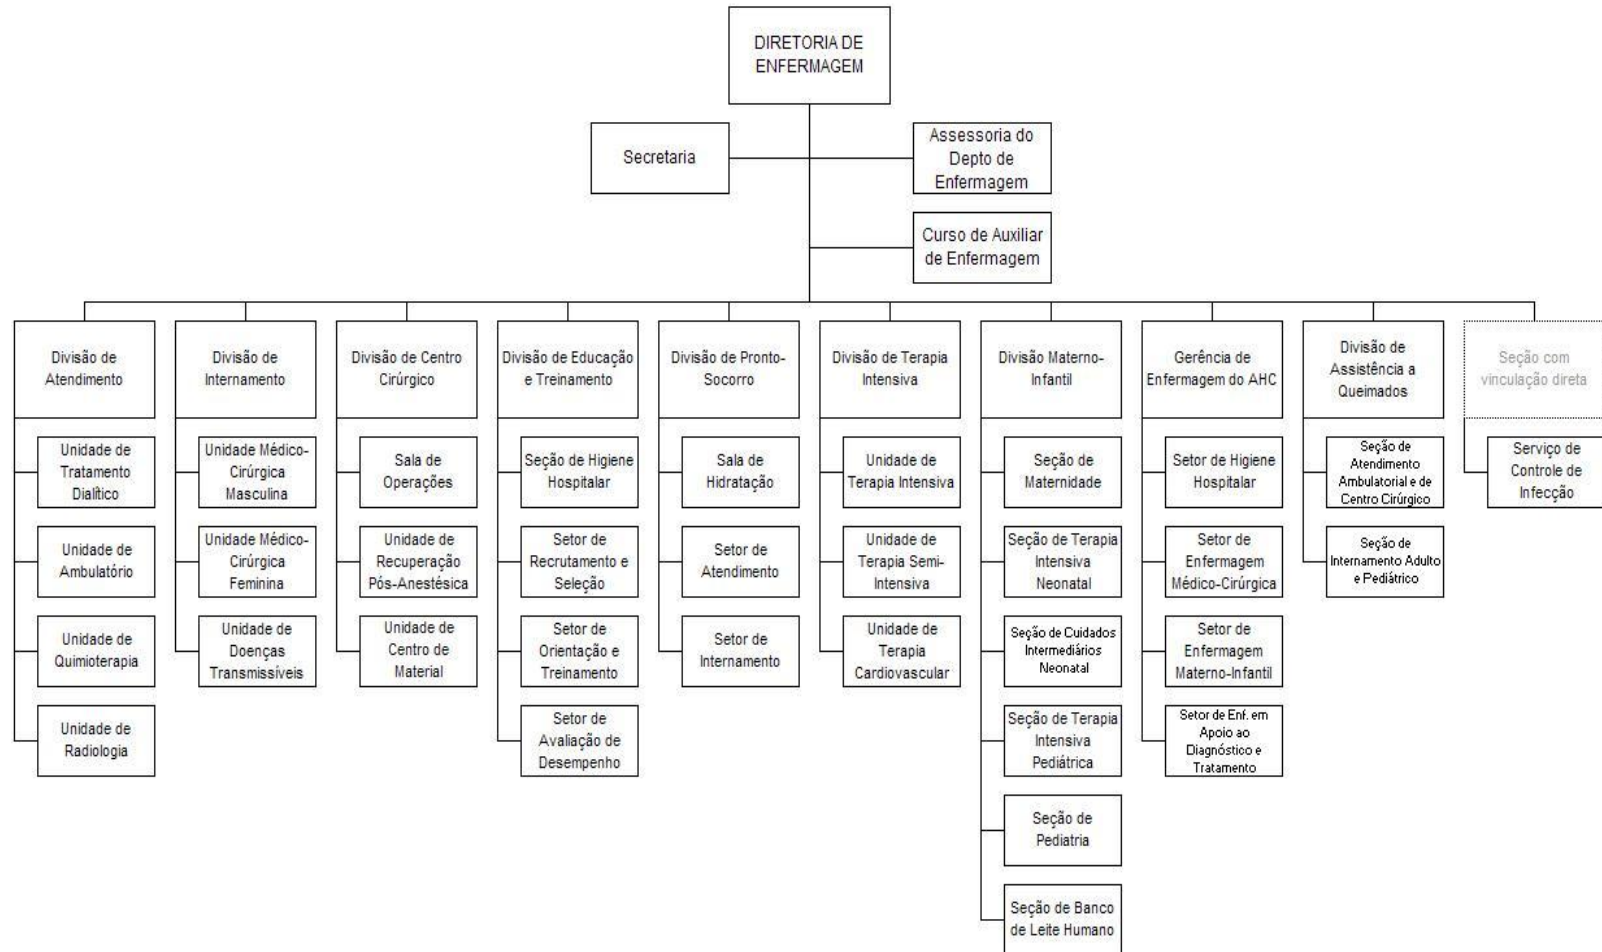 DIRETORIA DE
ENFERMAGEM
Secretaria
Assessoria do
Depto de
Enfermagem
Curso de Auxiliar
de Enfermagem
Divisão de
Atendimento
Divisão de
Internamento
Divisão de Centro
Cirúrgico
Divisão de Educação
e Treinamento
Divisão de Pronto-
Socorro
Divisão de Terapia
Intensiva
Divisão Materno-
Infantil
Gerência de
Enfermagem do AHC
Divisão de
Assistência a
Queimados
Seção com
vinculação direta
Unidade de
Tratamento
Dialítico
Unidade Médico-
Cirúrgica
Masculina
Sala de
Operações
Seção de Higiene
Hospitalar
Sala de
Hidratação
Unidade de
Terapia Intensiva
Seção de
Maternidade
Setor de Higiene
Hospitalar
Seção de
Atendimento
Ambulatorial e de
Centro Cirúrgico
Serviço de
Controle de
Infecção
Unidade de
Ambulatório
Unidade Médico-
Cirúrgica
Feminina
Unidade de
Recuperação
Pós-Anestésica
Setor de
Recrutamento e
Seleção
Setor de
Atendimento
Unidade de
Terapia Semi-
Intensiva
Seção de Terapia
Intensiva
Neonatal
Setor de
Enfermagem
Médico-Cirúrgica
Seção de
Internamento Adulto
e Pediátrico
Unidade de
Quimioterapia
Unidade de
Doenças
Transmissíveis
Unidade de
Centro de
Material
Setor de
Orientação e
Treinamento
Setor de
Internamento
Unidade de
Terapia
Cardiovascular
Seção de Cuidados
Intermediários
Neonatal
Setor de
Enfermagem
Materno-Infantil
Unidade de
Radiologia
Setor de
Avaliação de
Desempenho
Seção de Terapia
Intensiva
Pediátrica
Setor de Enf. em
Apoio ao
Diagnóstico e
Tratamento
Seção de
Pediatria
Seção de Banco
de Leite Humano